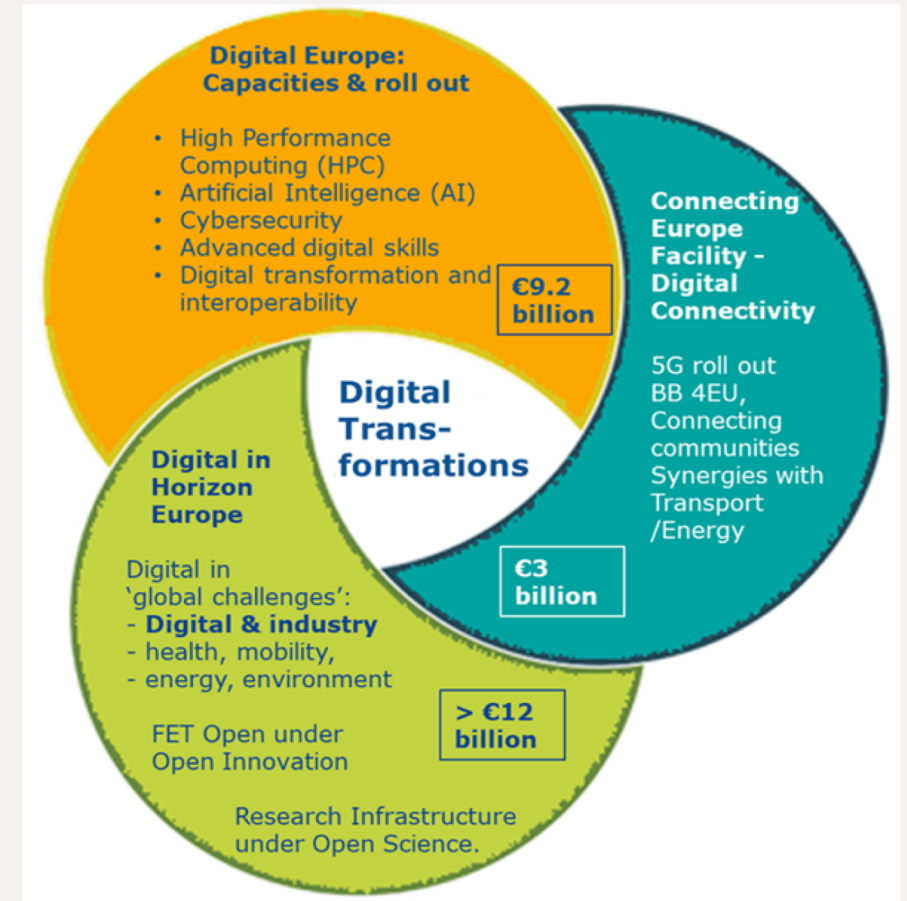 Digital Europe:
Capacities & roll out
• High Performance
Computing (HPC)
• Artificial Intelligence (AI)
• Cybersecurity
• Advanced digital skills
• Digital transformation and
interoperability
€9.2
billion
Connecting
Europe
Facility –
Digital
Connectivity
5G roll out
BB 4EU,
Connecting
communities
Synergies with
Transport
/Energy
€3
billion
Digital
Trans-
formations
Digital in
Horizon
Europe
Digital in
‘global challenges’:
- Digital & industry
- health, mobility,
- energy, environment
> €12
billion
FET Open under
Open Innovation
Research Infrastructure
under Open Science.